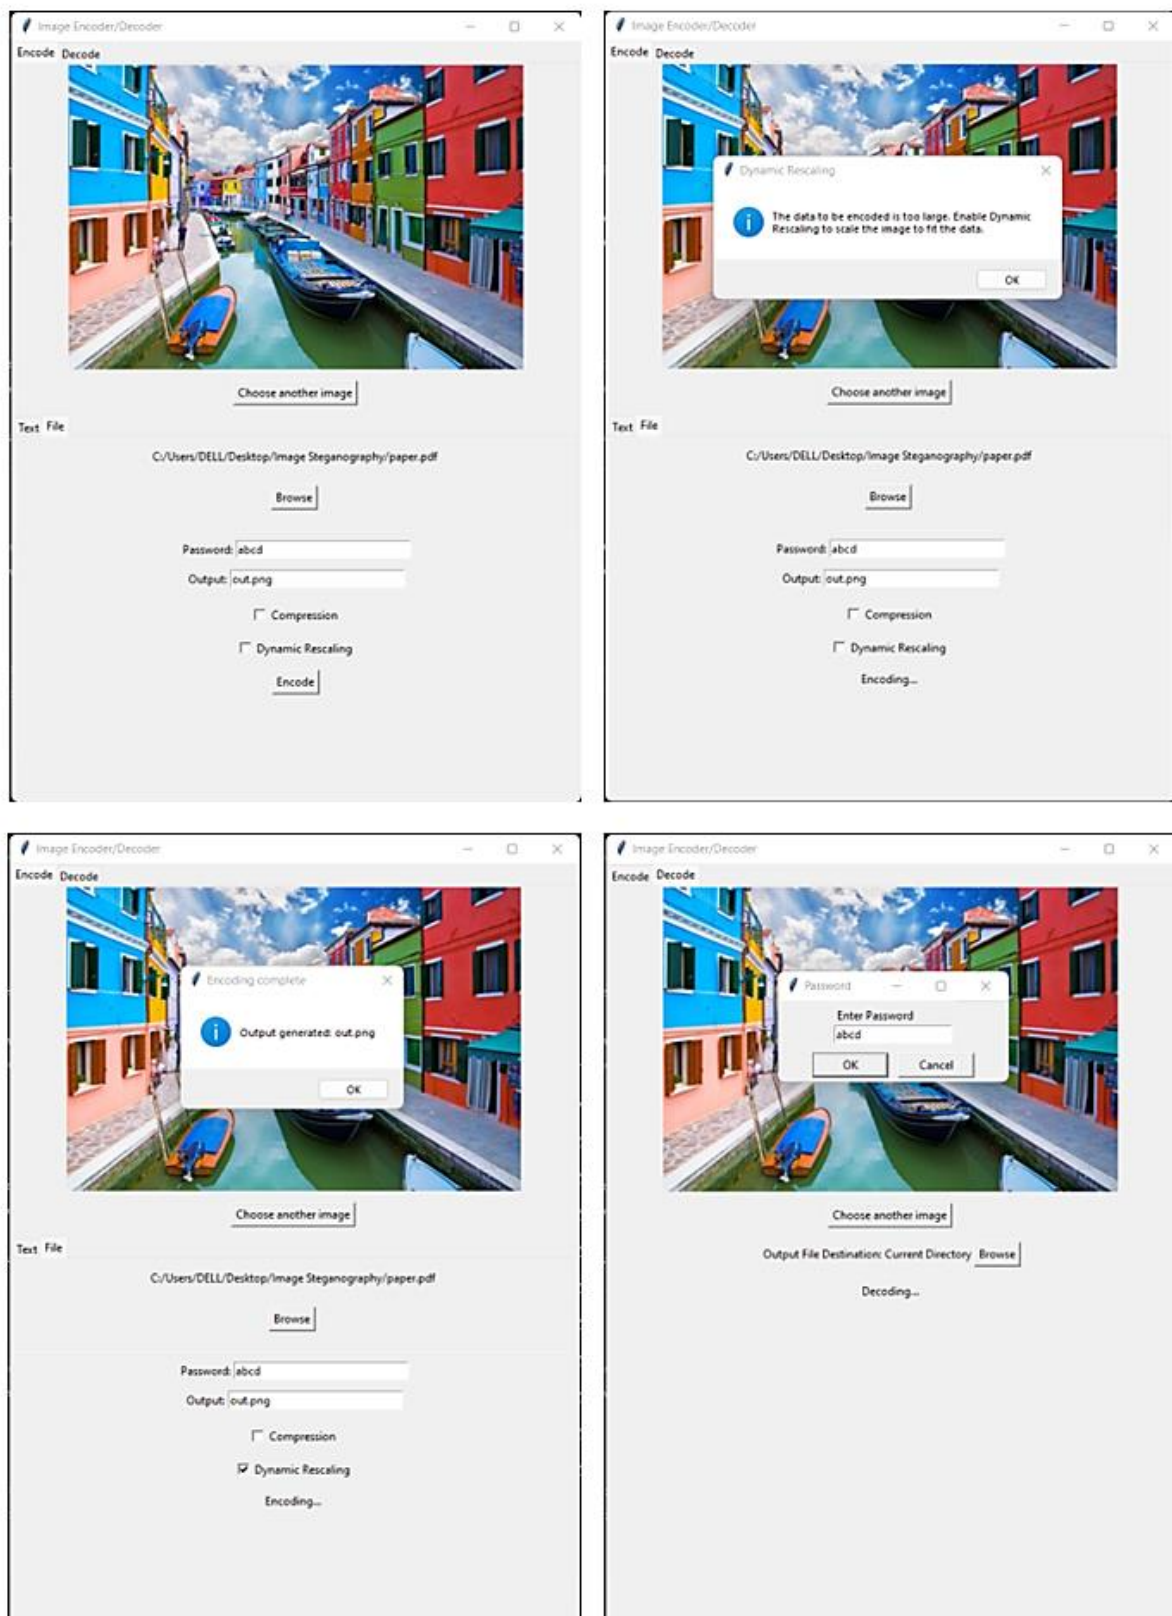 Image Encoder/Decoder
Encode Decode
Choose another image
Text File
C:/Users/DELL/Desktop/Image Steganography/paper.pdf
Browse
Password: abcd
Output: out.png
Compression
Dynamic Rescaling
Encode
Image Encoder/Decoder
Encode Decode
Dynamic Rescaling
The data to be encoded is too large. Enable Dynamic
Rescaling to scale the image to fit the data.
OK
Choose another image
Text File
C:/Users/DELL/Desktop/Image Steganography/paper.pdf
Browse
Password: abcd
Output: out.png
Compression
Dynamic Rescaling
Encoding...
Image Encoder/Decoder
Encode Decode
Encoding complete
Output generated: out.png
OK
Choose another image
Text File
C:/Users/DELL/Desktop/Image Steganography/paper.pdf
Browse
Password: abcd
Output: out.png
Compression
Dynamic Rescaling
Encoding...
Image Encoder/Decoder
Encode Decode
Password
Enter Password
abcd
OK Cancel
Choose another image
Output File Destination: Current Directory Browse
Decoding...